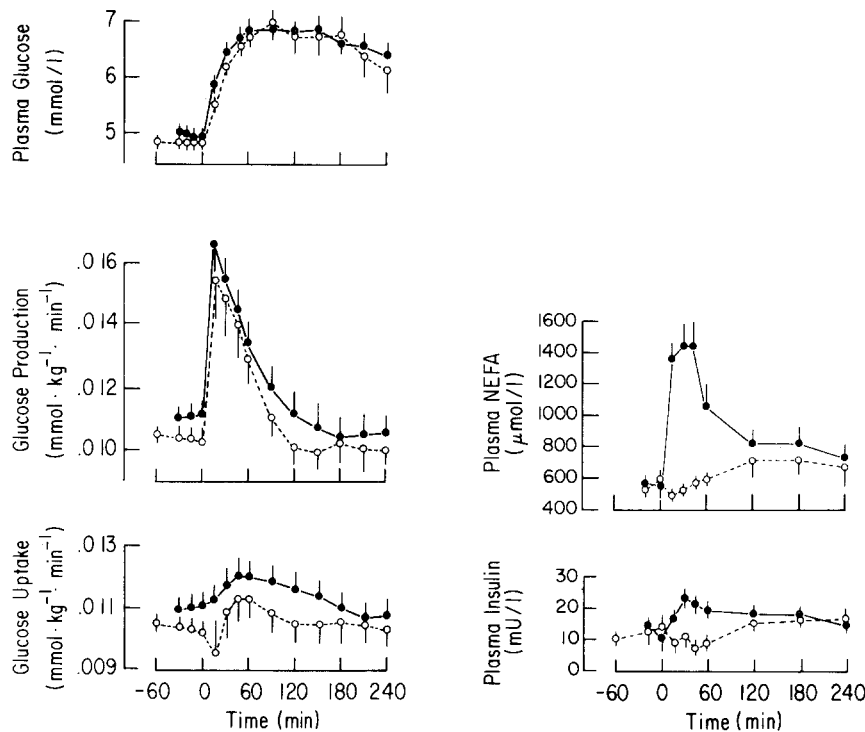 Plasma Glucose
(mmol/l)
7
6
5
Glucose Production
(mmol · kg⁻¹ · min⁻¹)
.016
.014
.012
.010
Glucose Uptake
(mmol · kg⁻¹ min⁻¹)
.013
.011
.009
-60 0 60 120 180 240
Time (min)
Plasma NEFA
(μmol/l)
1600
1400
1200
1000
800
600
400
Plasma Insulin
(mU/l)
30
20
10
0
-60 0 60 120 180 240
Time (min)